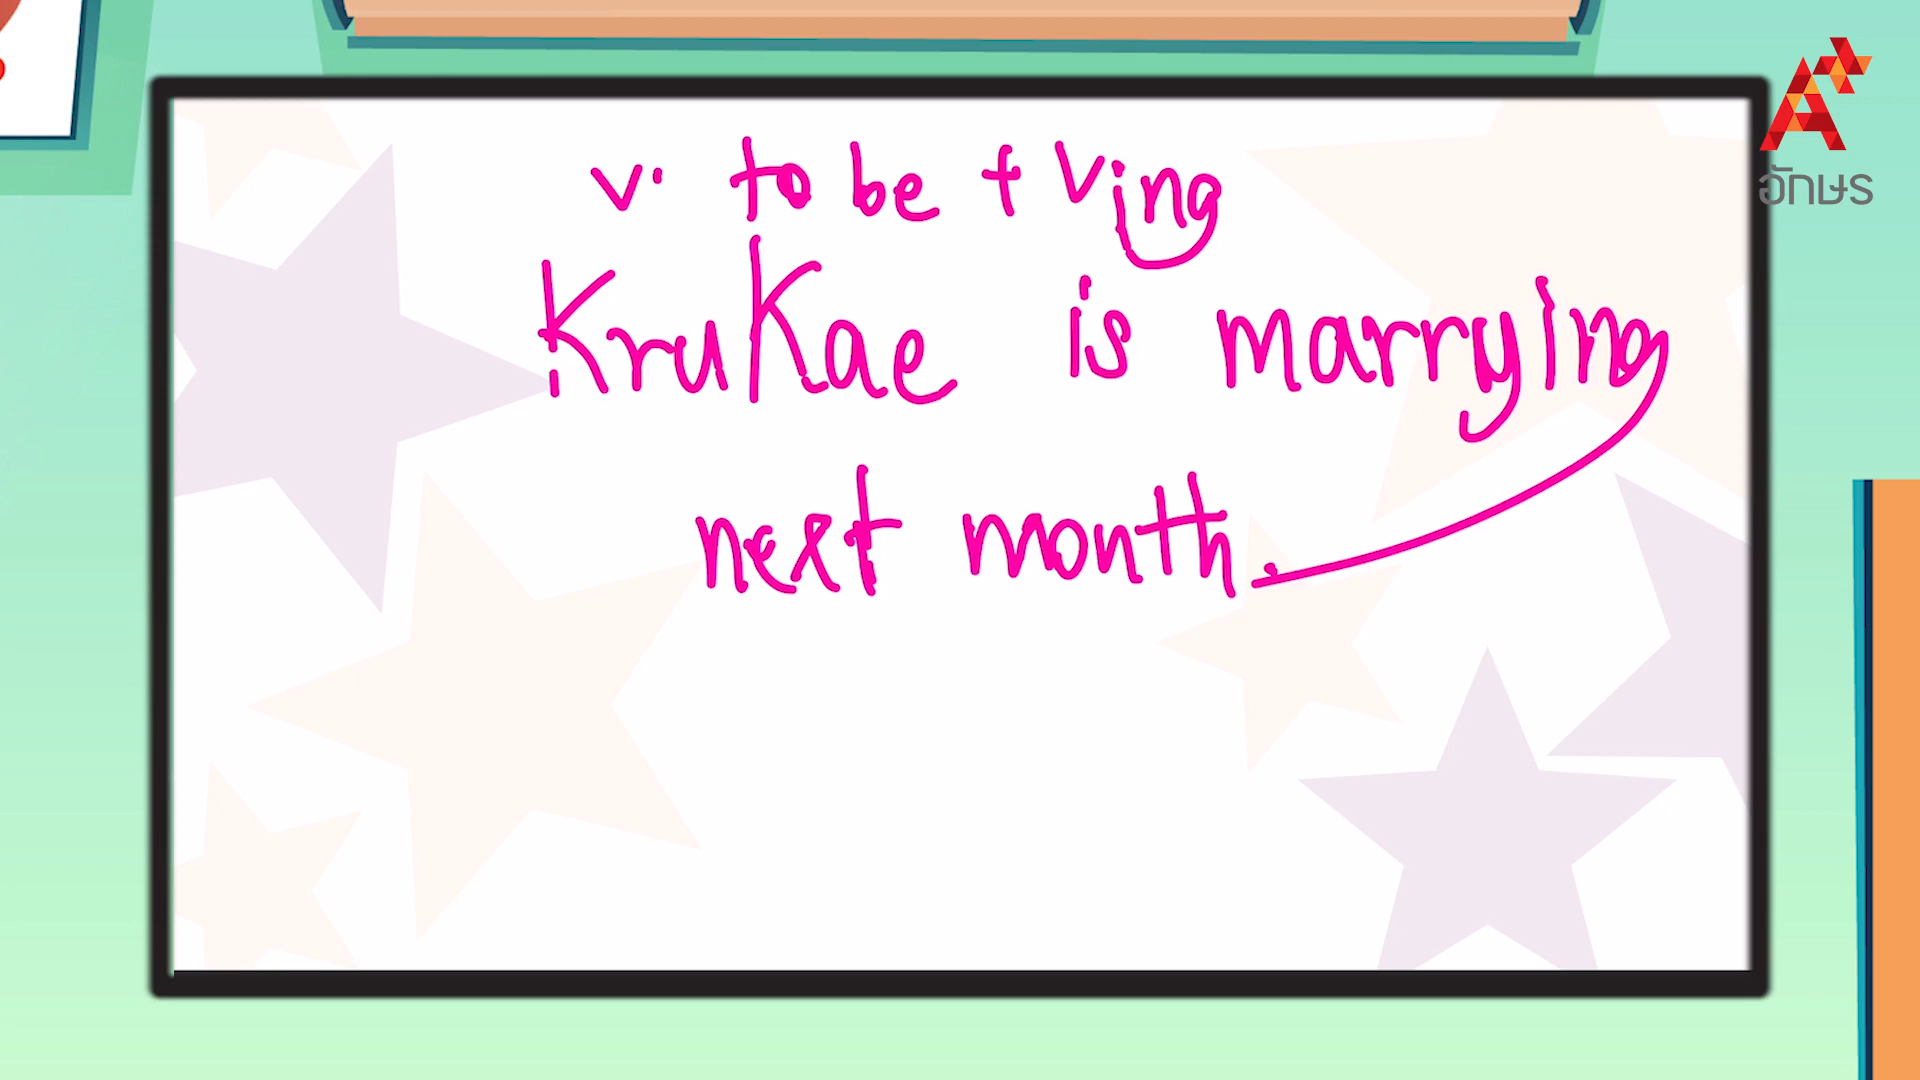 v. to be + Ving
KruKae is marrying
next month.
อักษร